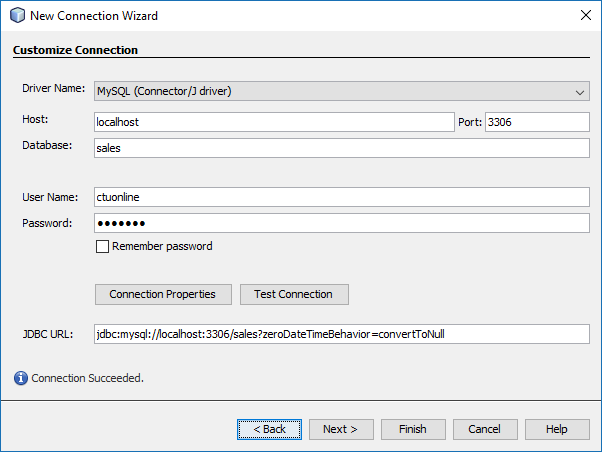 New Connection Wizard
Customize Connection
Driver Name: MySQL (Connector/J driver)
Host: localhost Port: 3306
Database: sales
User Name: ctuonline
Password: •••••••
Remember password
Connection Properties Test Connection
JDBC URL: jdbc:mysql://localhost:3306/sales?zeroDateTimeBehavior=convertToNull
Connection Succeeded.
< Back Next > Finish Cancel Help